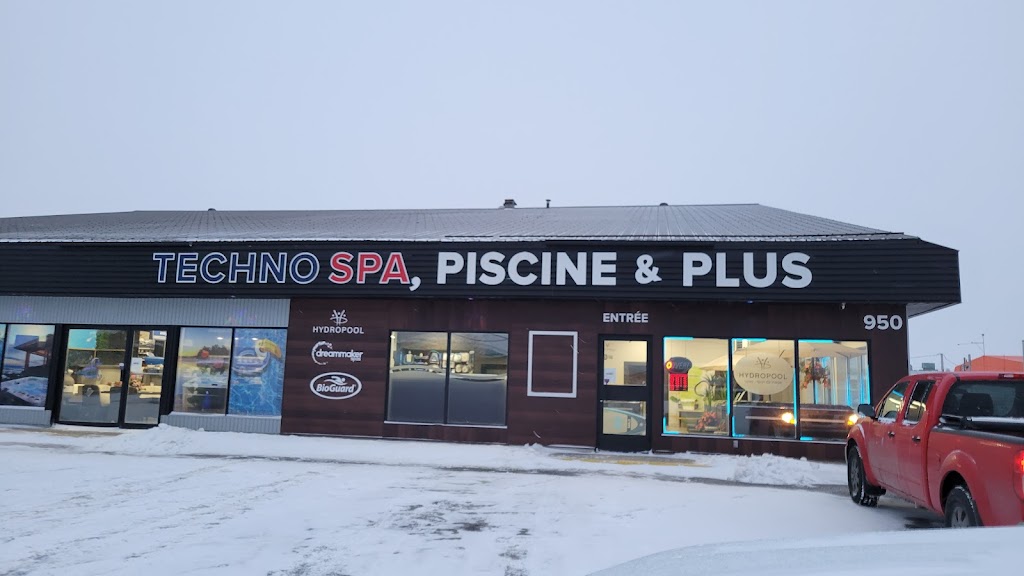 TECHNO SPA, PISCINE & PLUS
ENTRÉE
950
HYDROPOOL
dreammaker
BioGuard
HYDROPOOL